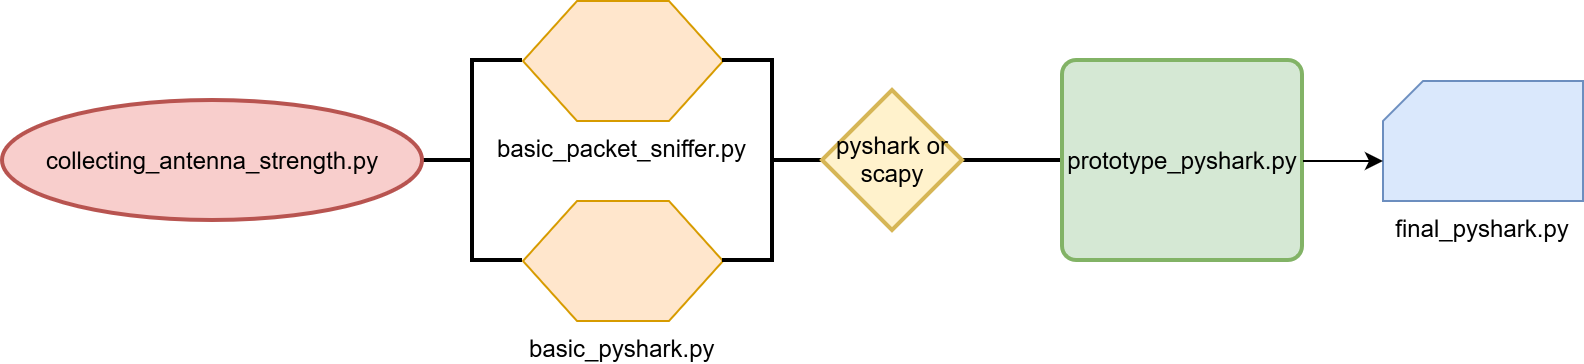 collecting_antenna_strength.py
basic_packet_sniffer.py
basic_pyshark.py
pyshark or
scapy
prototype_pyshark.py
final_pyshark.py